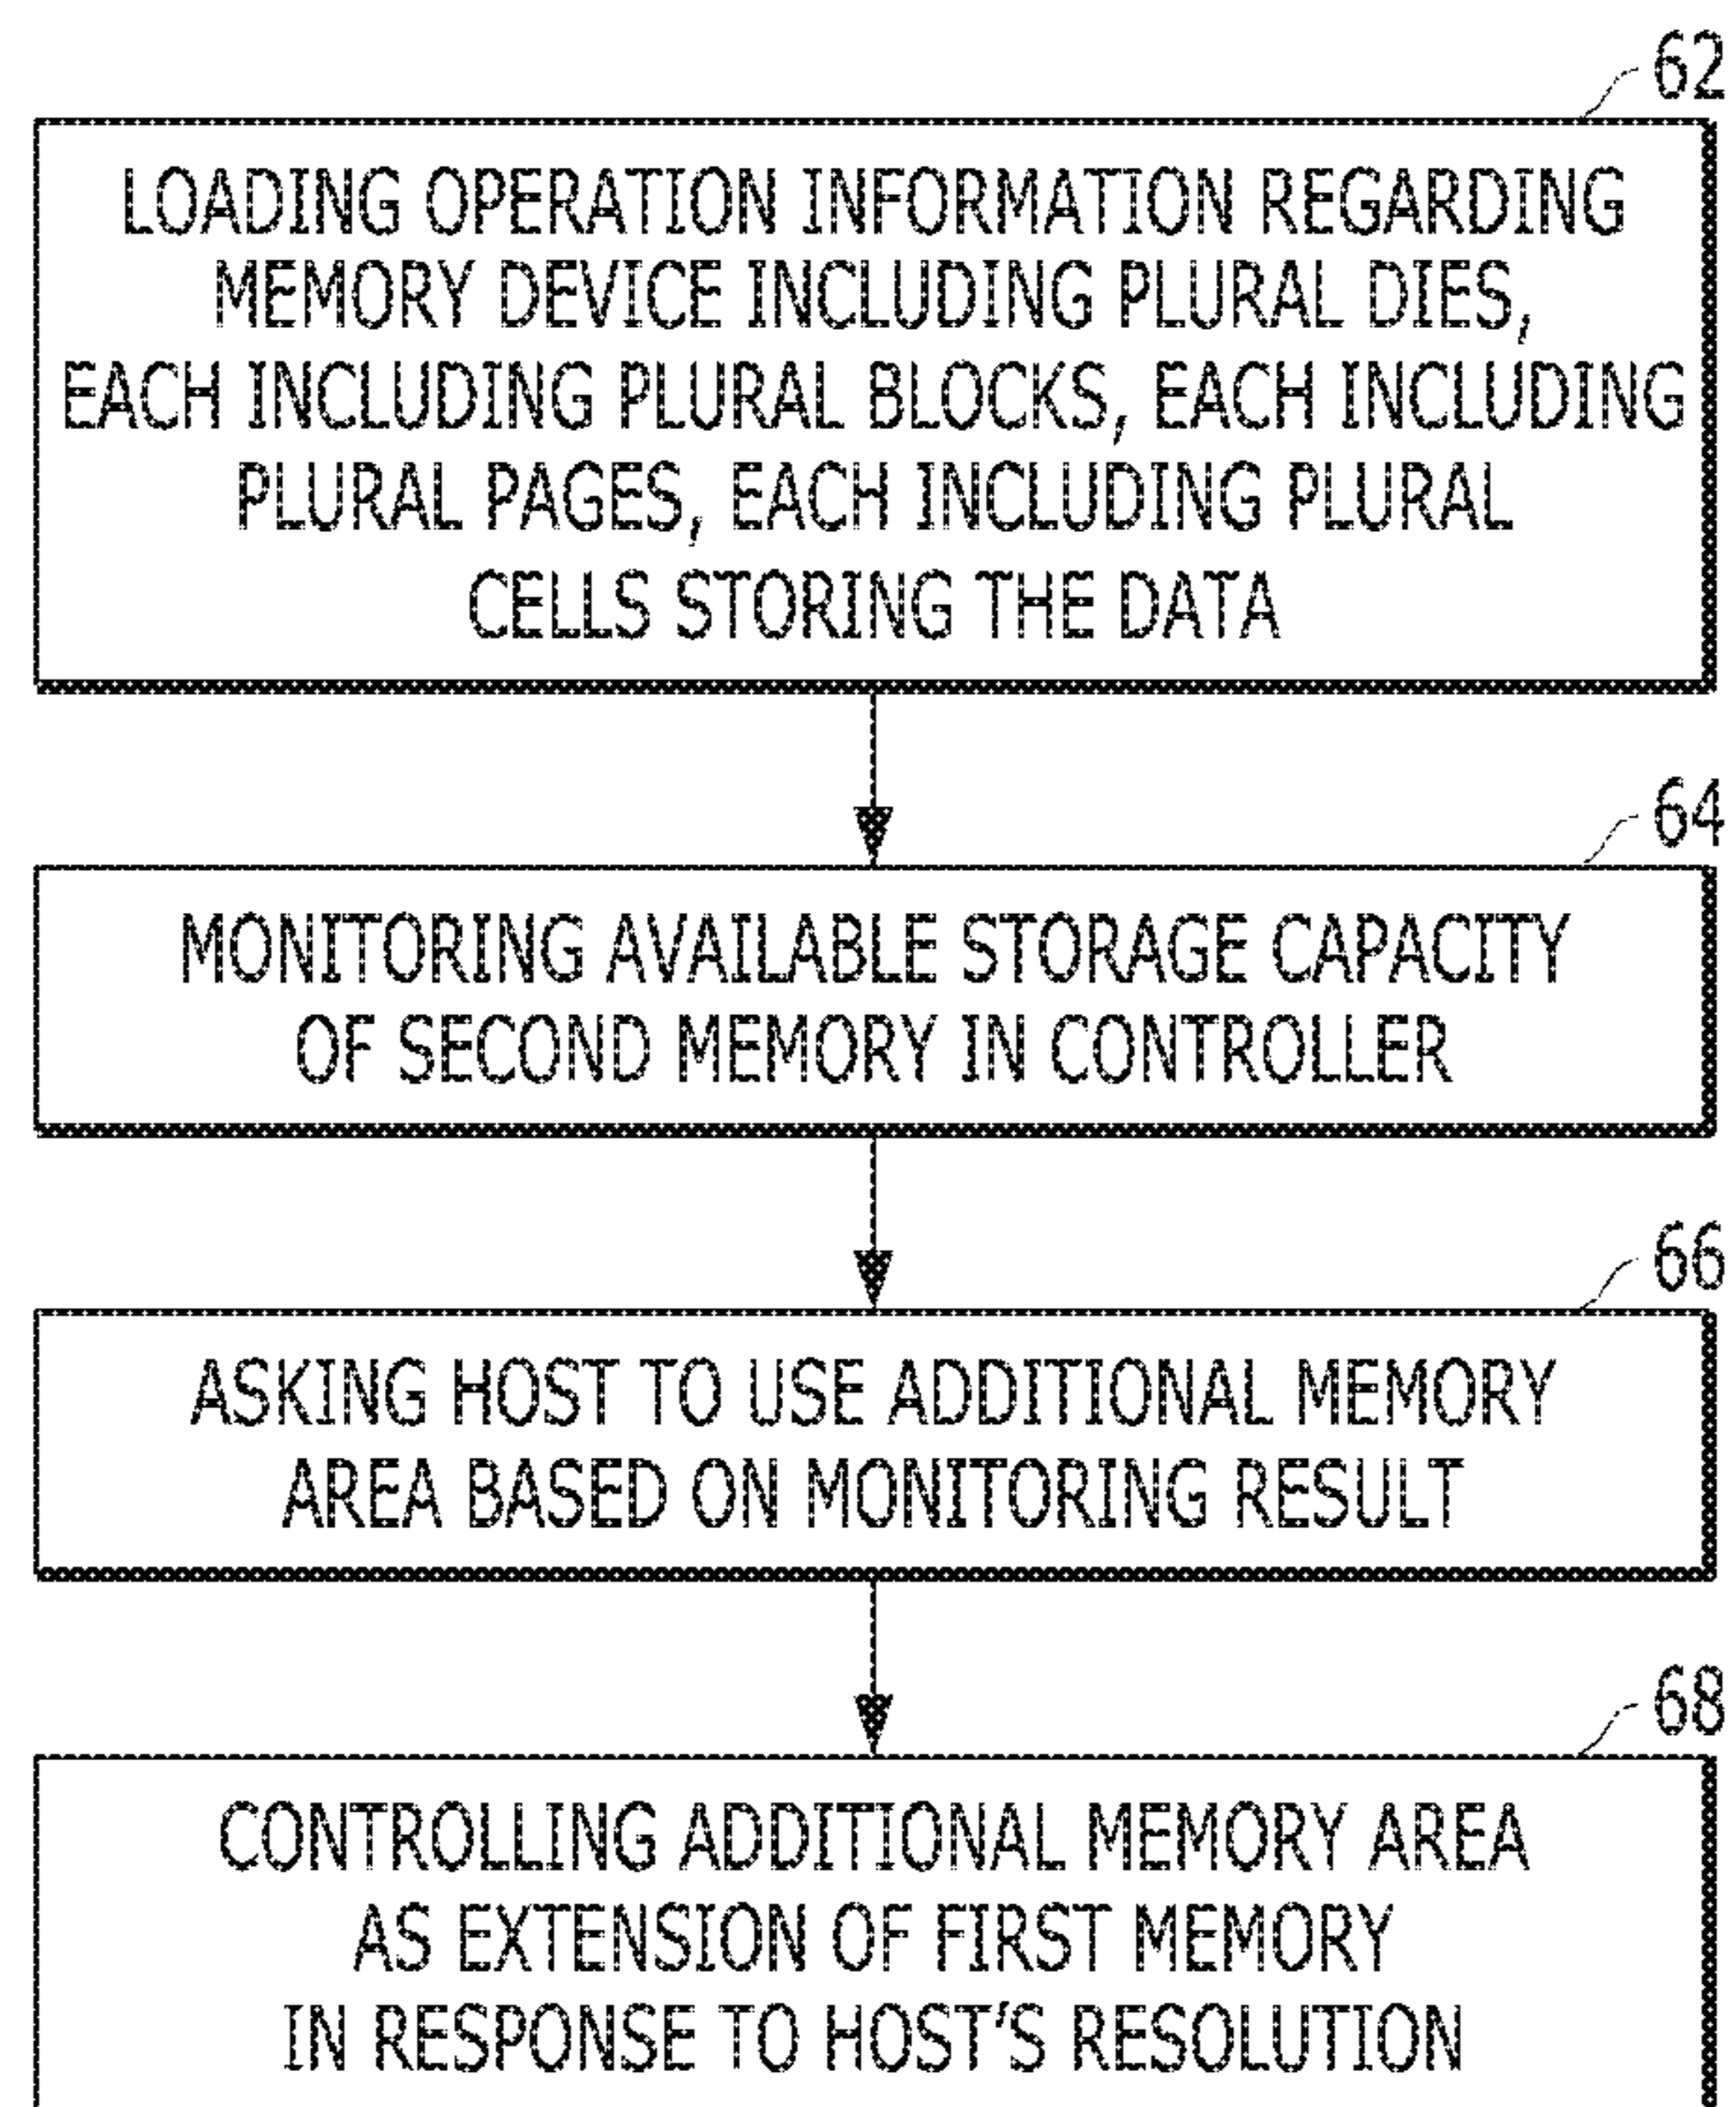 62
LOADING OPERATION INFORMATION REGARDING
MEMORY DEVICE INCLUDING PLURAL DIES,
EACH INCLUDING PLURAL BLOCKS, EACH INCLUDING
PLURAL PAGES, EACH INCLUDING PLURAL
CELLS STORING THE DATA
64
MONITORING AVAILABLE STORAGE CAPACITY
OF SECOND MEMORY IN CONTROLLER
66
ASKING HOST TO USE ADDITIONAL MEMORY
AREA BASED ON MONITORING RESULT
68
CONTROLLING ADDITIONAL MEMORY AREA
AS EXTENSION OF FIRST MEMORY
IN RESPONSE TO HOST'S RESOLUTION